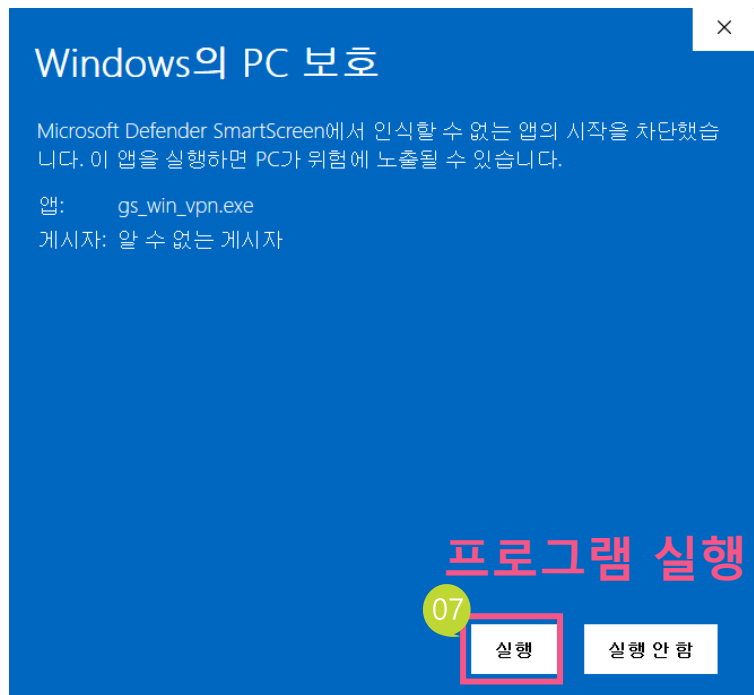 Windows의 PC 보호
Microsoft Defender SmartScreen에서 인식할 수 없는 앱의 시작을 차단했습
니다. 이 앱을 실행하면 PC가 위험에 노출될 수 있습니다.
앱: gs_win_vpn.exe
게시자: 알 수 없는 게시자
프로그램 실행
07
실행 실행 안 함